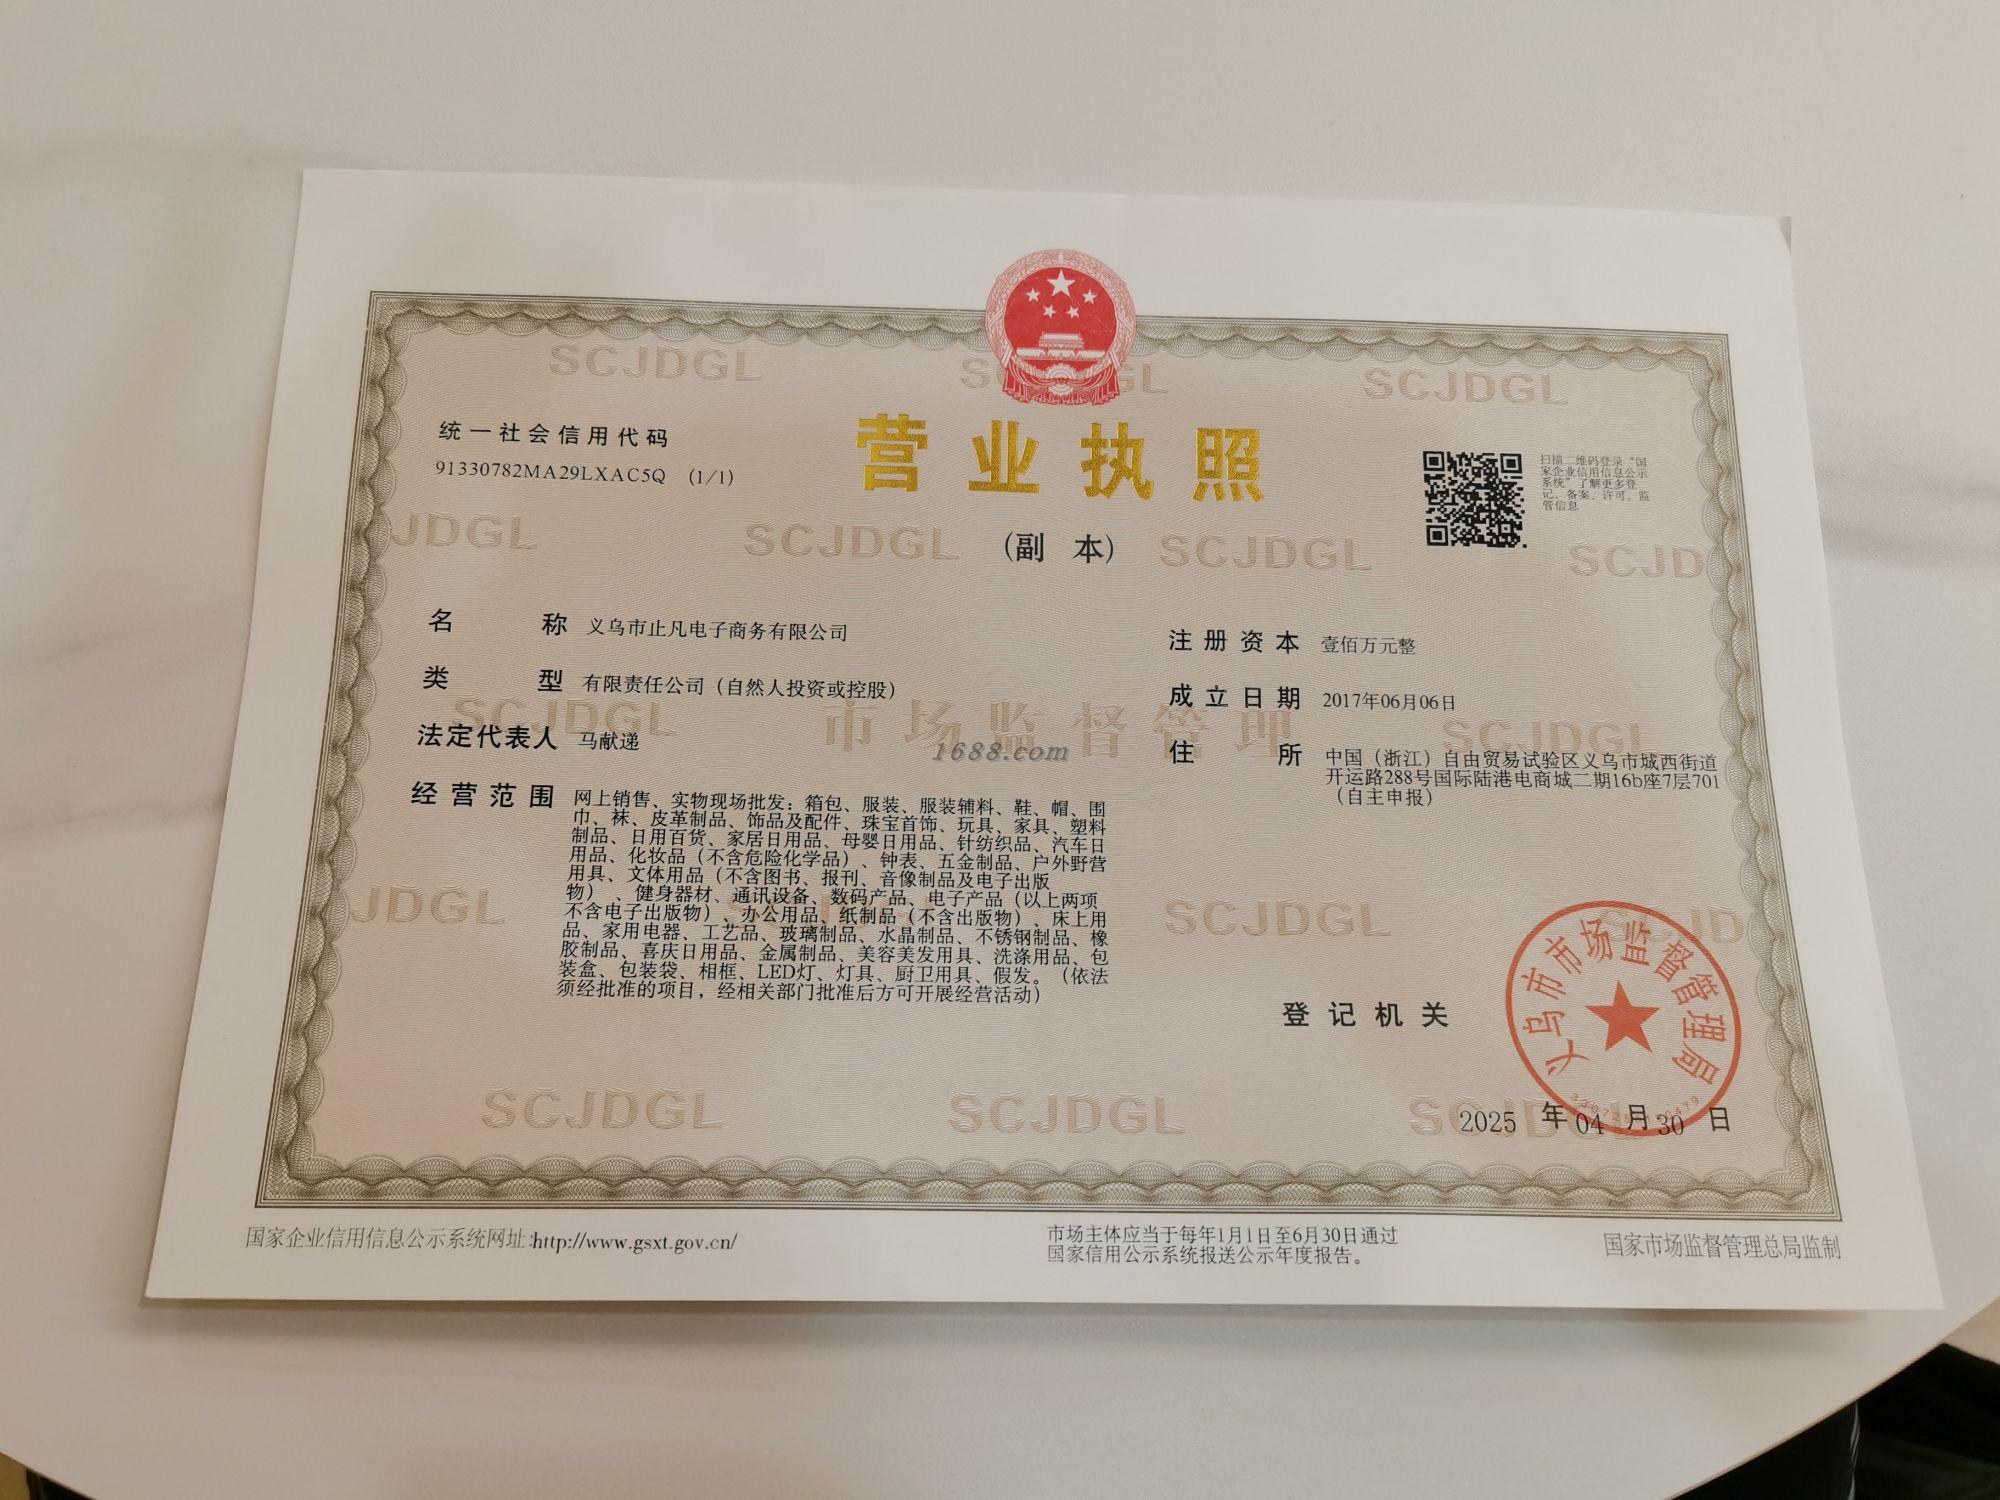 统一社会信用代码
91330782MA29LXAC5Q (1/1)
营业执照
(副 本)
扫描二维码登录“国
家企业信用信息公示
系统”了解更多登
记、备案、许可、监
管信息
名 称 义乌市止凡电子商务有限公司
类 型 有限责任公司（自然人投资或控股）
法定代表人 马献递
经营范围 网上销售、实物现场批发：箱包、服装、服装辅料、鞋、帽、围
巾、袜、皮革制品、饰品及配件、珠宝首饰、玩具、家具、塑料
制品、日用百货、家居日用品、母婴日用品、针纺织品、汽车日
用品、化妆品（不含危险化学品）、钟表、五金制品、户外野营
用具、文体用品（不含图书、报刊、音像制品及电子出版
物）、健身器材、通讯设备、数码产品、电子产品（以上两项
不含电子出版物）、办公用品、纸制品（不含出版物）、床上用
品、家用电器、工艺品、玻璃制品、水晶制品、不锈钢制品、橡
胶制品、喜庆日用品、金属制品、美容美发用具、洗涤用品、包
装盒、包装袋、相框、LED灯、灯具、厨卫用具、假发。（依法
须经批准的项目，经相关部门批准后方可开展经营活动）
注册资本 壹佰万元整
成立日期 2017年06月06日
住 所 中国（浙江）自由贸易试验区义乌市城西街道
开运路288号国际陆港电商城二期16b座7层701
（自主申报）
SCJDGL
市场监督管理
1688.com
登记机关
义乌市市场监督管理局
2025 年 04 月 30 日
国家企业信用信息公示系统网址:http://www.gsxt.gov.cn/
市场主体应当于每年1月1日至6月30日通过
国家信用公示系统报送公示年度报告。
国家市场监督管理总局监制